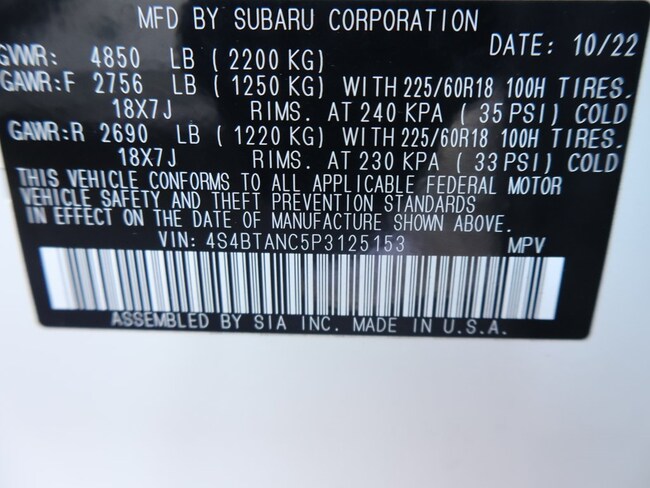 MFD BY SUBARU CORPORATION
DATE: 10/22
GVWR: 4850 LB ( 2200 KG)
GAWR:F 2756 LB ( 1250 KG) WITH 225/60R18 100H TIRES.
18X7J RIMS. AT 240 KPA ( 35 PSI) COLD
GAWR:R 2690 LB ( 1220 KG) WITH 225/60R18 100H TIRES.
18X7J RIMS. AT 230 KPA ( 33 PSI) COLD
THIS VEHICLE CONFORMS TO ALL APPLICABLE FEDERAL MOTOR
VEHICLE SAFETY AND THEFT PREVENTION STANDARDS
IN EFFECT ON THE DATE OF MANUFACTURE SHOWN ABOVE.
VIN: 4S4BTANC5P3125153 MPV
ASSEMBLED BY SIA INC. MADE IN U.S.A.